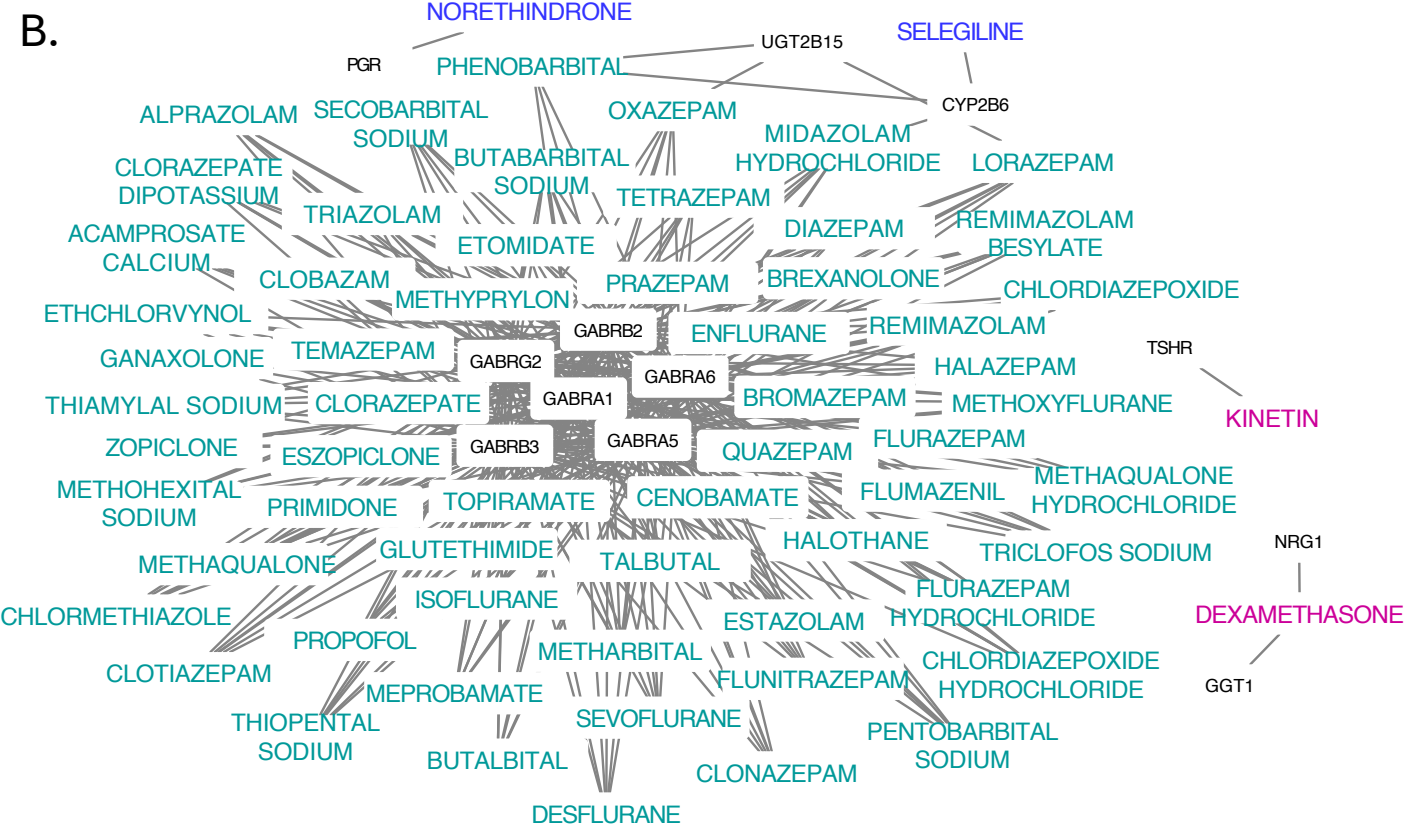 B.
NORETHINDRONE
SELEGILINE
UGT2B15
PGR
PHENOBARBITAL
CYP2B6
ALPRAZOLAM
SECOBARBITAL
SODIUM
OXAZEPAM
MIDAZOLAM
HYDROCHLORIDE
LORAZEPAM
CLORAZEPATE
DIPOTASSIUM
BUTABARBITAL
SODIUM
TETRAZEPAM
TRIAZOLAM
DIAZEPAM
REMIMAZOLAM
BESYLATE
ACAMPROSATE
CALCIUM
ETOMIDATE
CLOBAZAM
METHYPRYLON
PRAZEPAM
BREXANOLONE
CHLORDIAZEPOXIDE
ETHCHLORVYNOL
GABRB2
ENFLURANE
REMIMAZOLAM
TSHR
GANAXOLONE
TEMAZEPAM
GABRG2
GABRA6
HALAZEPAM
THIAMYLAL SODIUM
CLORAZEPATE
GABRA1
BROMAZEPAM
METHOXYFLURANE
KINETIN
ZOPICLONE
ESZOPICLONE
GABRB3
GABRA5
QUAZEPAM
FLURAZEPAM
METHAQUALONE
HYDROCHLORIDE
METHOHEXITAL
SODIUM
PRIMIDONE
TOPIRAMATE
CENOBAMATE
FLUMAZENIL
METHAQUALONE
GLUTETHIMIDE
TALBUTAL
HALOTHANE
TRICLOFOS SODIUM
NRG1
CHLORMETHIAZOLE
ISOFLURANE
FLURAZEPAM
HYDROCHLORIDE
DEXAMETHASONE
PROPOFOL
ESTAZOLAM
METHARBITAL
CLOTIAZEPAM
CHLORDIAZEPOXIDE
HYDROCHLORIDE
GGT1
MEPROBAMATE
FLUNITRAZEPAM
THIOPENTAL
SODIUM
SEVOFLURANE
PENTOBARBITAL
SODIUM
BUTALBITAL
CLONAZEPAM
DESFLURANE